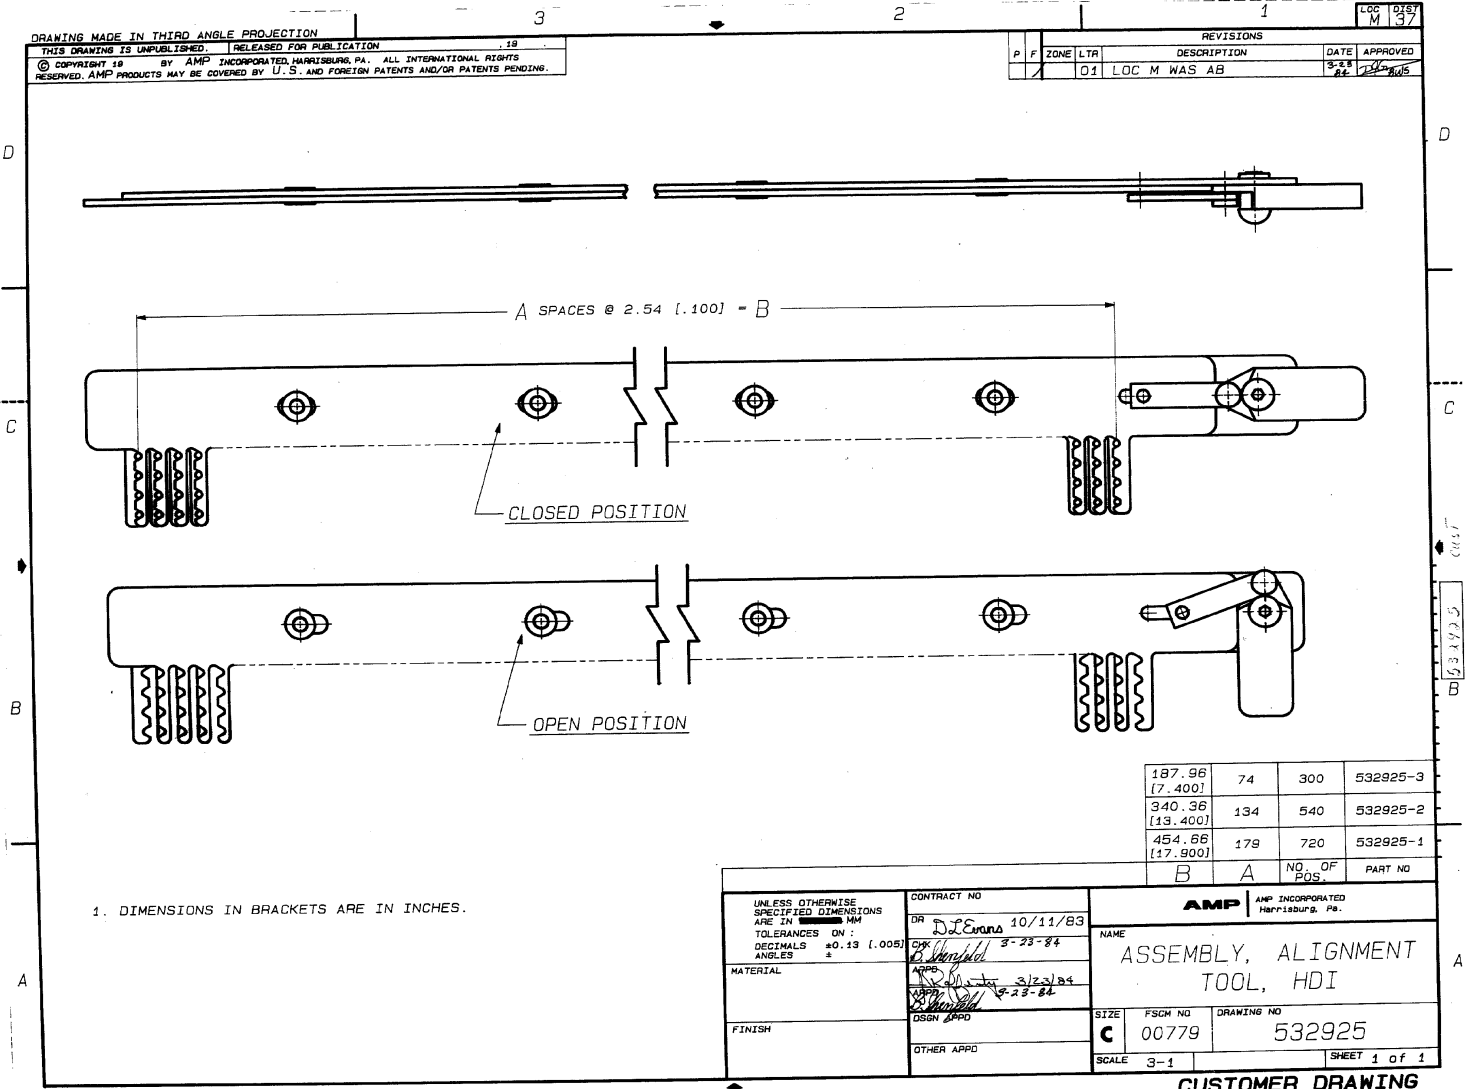 3
2
1
LOC DIST
M 37
DRAWING MADE IN THIRD ANGLE PROJECTION
THIS DRAWING IS UNPUBLISHED. RELEASED FOR PUBLICATION , 19 .
© COPYRIGHT 19 BY AMP INCORPORATED, HARRISBURG, PA. ALL INTERNATIONAL RIGHTS
RESERVED. AMP PRODUCTS MAY BE COVERED BY U.S. AND FOREIGN PATENTS AND/OR PATENTS PENDING.
REVISIONS
P F ZONE LTR DESCRIPTION DATE APPROVED
01 LOC M WAS AB 3-23 84
D
D
A SPACES @ 2.54 [.100] = B
C
C
CLOSED POSITION
CUST
532925
B
B
OPEN POSITION
187.96 [7.400] 74 300 532925-3
340.36 [13.400] 134 540 532925-2
454.66 [17.900] 179 720 532925-1
B A NO. OF POS. PART NO
1. DIMENSIONS IN BRACKETS ARE IN INCHES.
A
A
UNLESS OTHERWISE
SPECIFIED DIMENSIONS
ARE IN MM
TOLERANCES ON :
DECIMALS ±0.13 [.005]
ANGLES ±
MATERIAL
FINISH
CONTRACT NO
DR DLEvans 10/11/83
CHK B. Shenfeld 3-23-84
APPD 3/23/84
APPD B. Shenfeld 3-23-84
DSGN APPD
OTHER APPD
AMP AMP INCORPORATED
Harrisburg, Pa.
NAME
ASSEMBLY, ALIGNMENT
TOOL, HDI
SIZE FSCM NO DRAWING NO
C 00779 532925
SCALE 3-1 SHEET 1 of 1
CUSTOMER DRAWING